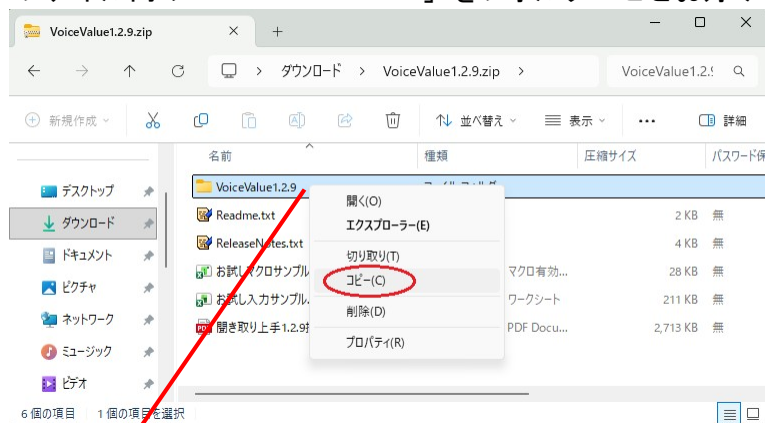 VoiceValue1.2.9.zip
ダウンロード > VoiceValue1.2.9.zip >
VoiceValue1.2.9
新規作成
並べ替え
表示
詳細
名前
種類
圧縮サイズ
パスワード保
デスクトップ
ダウンロード
ドキュメント
ピクチャ
ネットワーク
ミュージック
ビデオ
VoiceValue1.2.9
Readme.txt
2 KB 無
ReleaseNotes.txt
4 KB 無
お試しマクロサンプル
マクロ有効...
28 KB 無
お試し入力サンプル.
ワークシート
211 KB 無
聞き取り上手1.2.9
PDF Docu...
2,713 KB 無
開く(O)
エクスプローラー(E)
切り取り(T)
コピー(C)
削除(D)
プロパティ(R)
6 個の項目
1 個の項目を選択